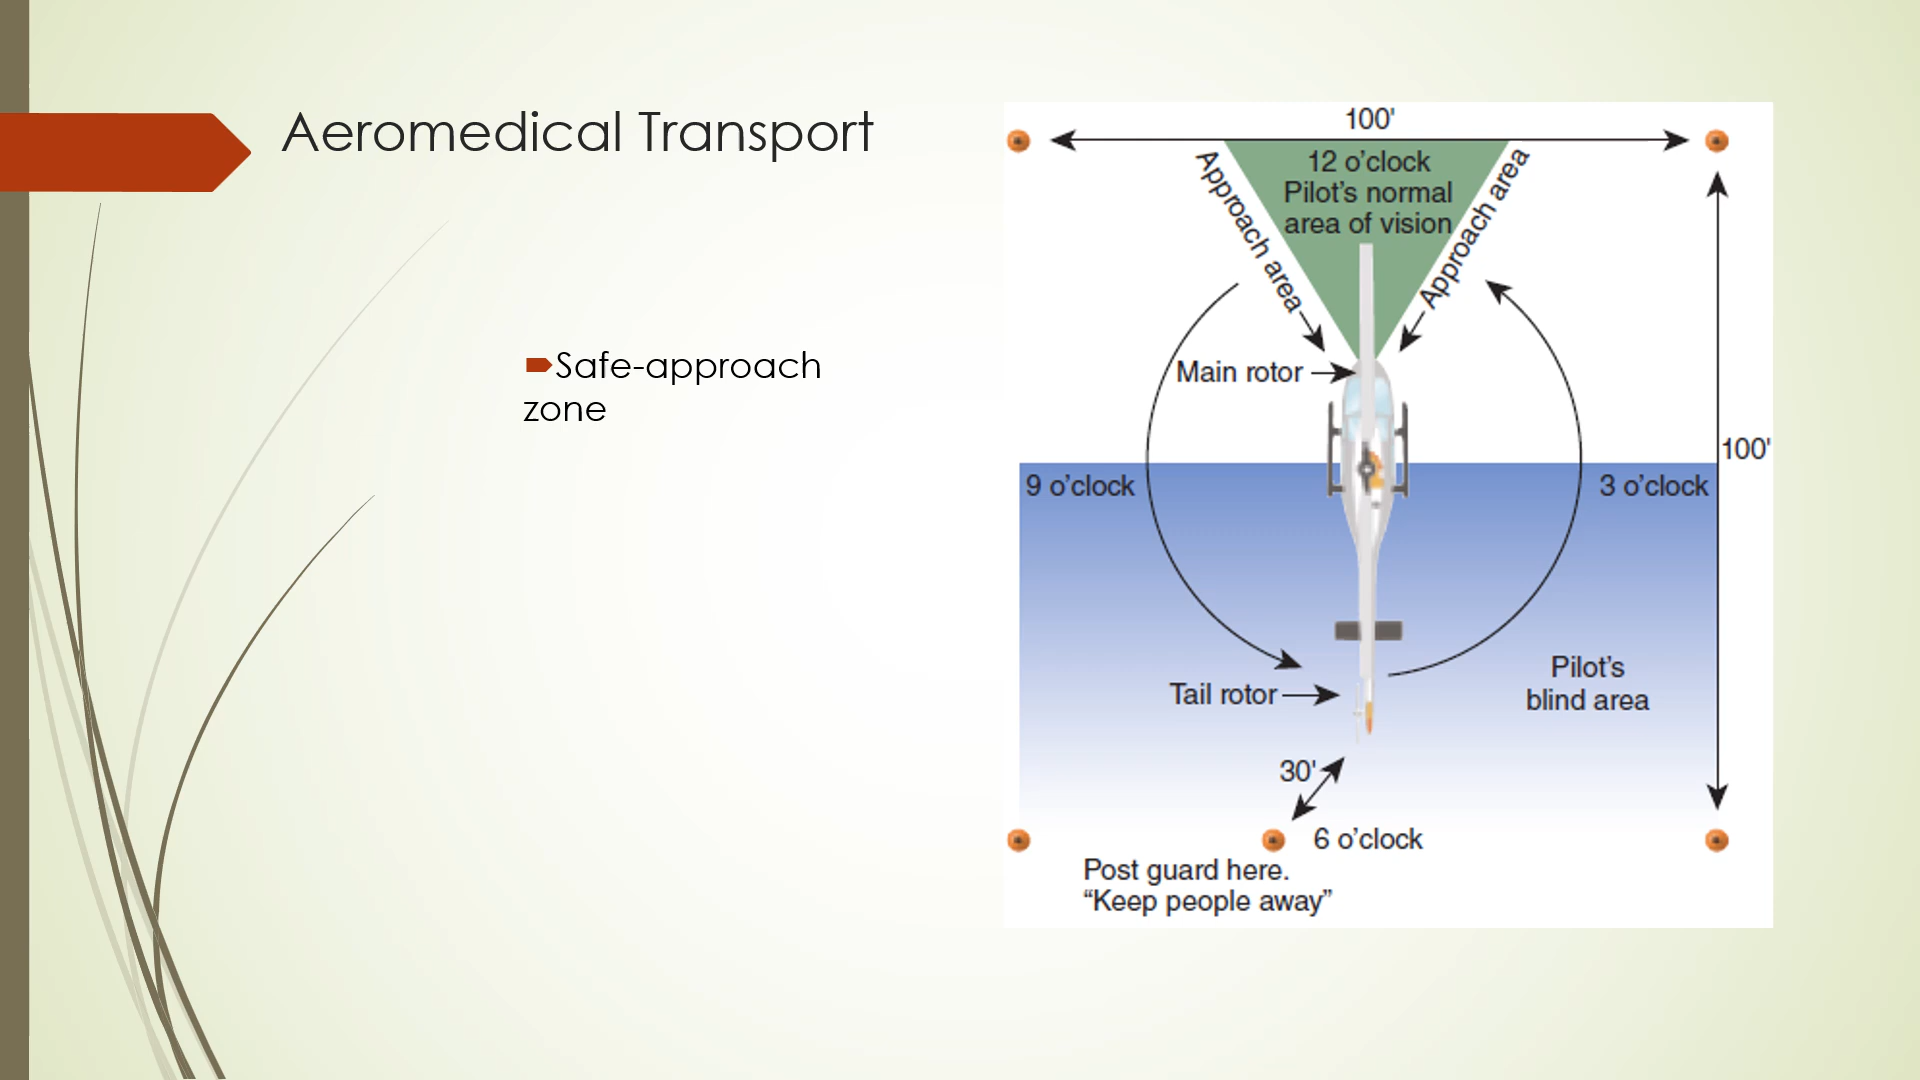 Aeromedical Transport
Safe-approach
zone
100'
12 o’clock
Pilot’s normal
area of vision
Approach area
Approach area
Main rotor
100'
9 o’clock
3 o’clock
Pilot’s
blind area
Tail rotor
30'
6 o’clock
Post guard here.
“Keep people away”